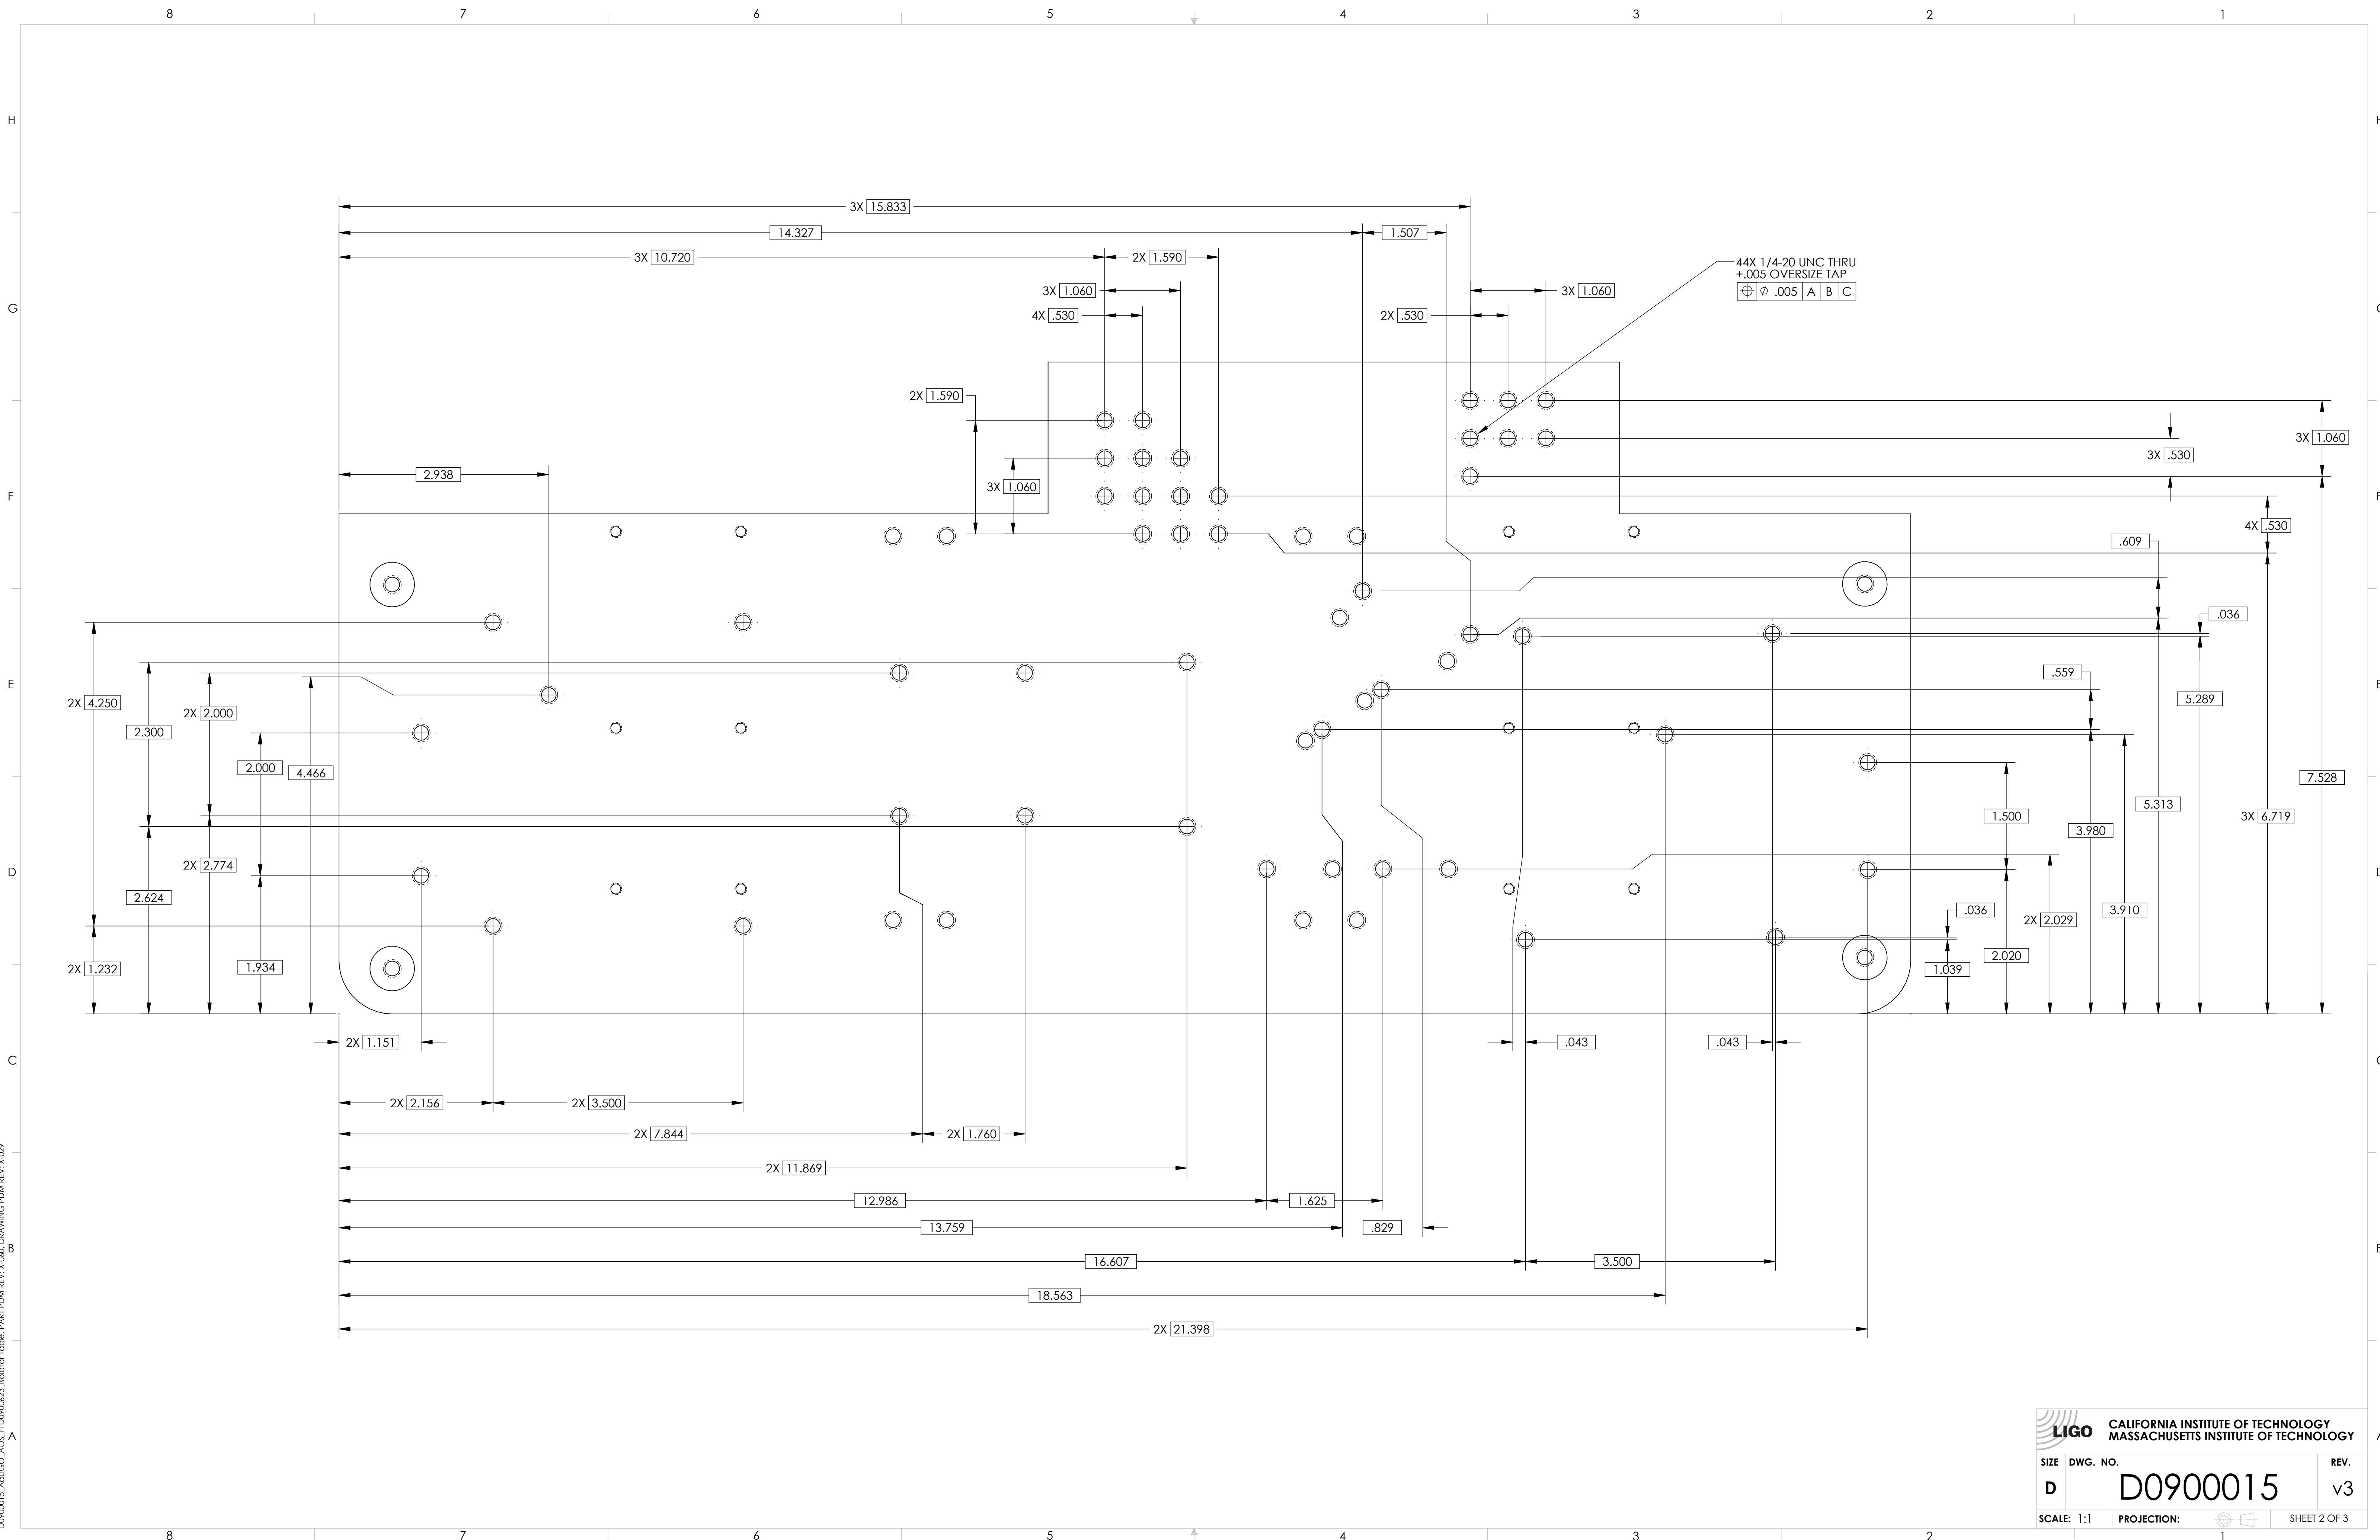 8 7 6 5 4 3 2 1
H
G
F
E
D
C
B
A
3X 15.833
14.327
1.507
3X 10.720
2X 1.590
3X 1.060
4X .530
2X .530
3X 1.060
44X 1/4-20 UNC THRU
+.005 OVERSIZE TAP
⌖ ∅ .005 A B C
2X 1.590
3X 1.060
2.938
3X 1.060
3X .530
4X .530
.609
.036
.559
5.289
2X 4.250
2X 2.000
2.300
2.000
4.466
7.528
5.313
1.500
3X 6.719
3.980
2X 2.774
2.624
3.910
.036
2X 2.029
2.020
1.039
2X 1.232
1.934
2X 1.151
.043
.043
2X 2.156
2X 3.500
2X 7.844
2X 1.760
2X 11.869
12.986
1.625
13.759
.829
16.607
3.500
18.563
2X 21.398
LIGO
CALIFORNIA INSTITUTE OF TECHNOLOGY
MASSACHUSETTS INSTITUTE OF TECHNOLOGY
SIZE DWG. NO. REV.
D D0900015 v3
SCALE: 1:1 PROJECTION: SHEET 2 OF 3
8 7 6 5 4 3 2 1